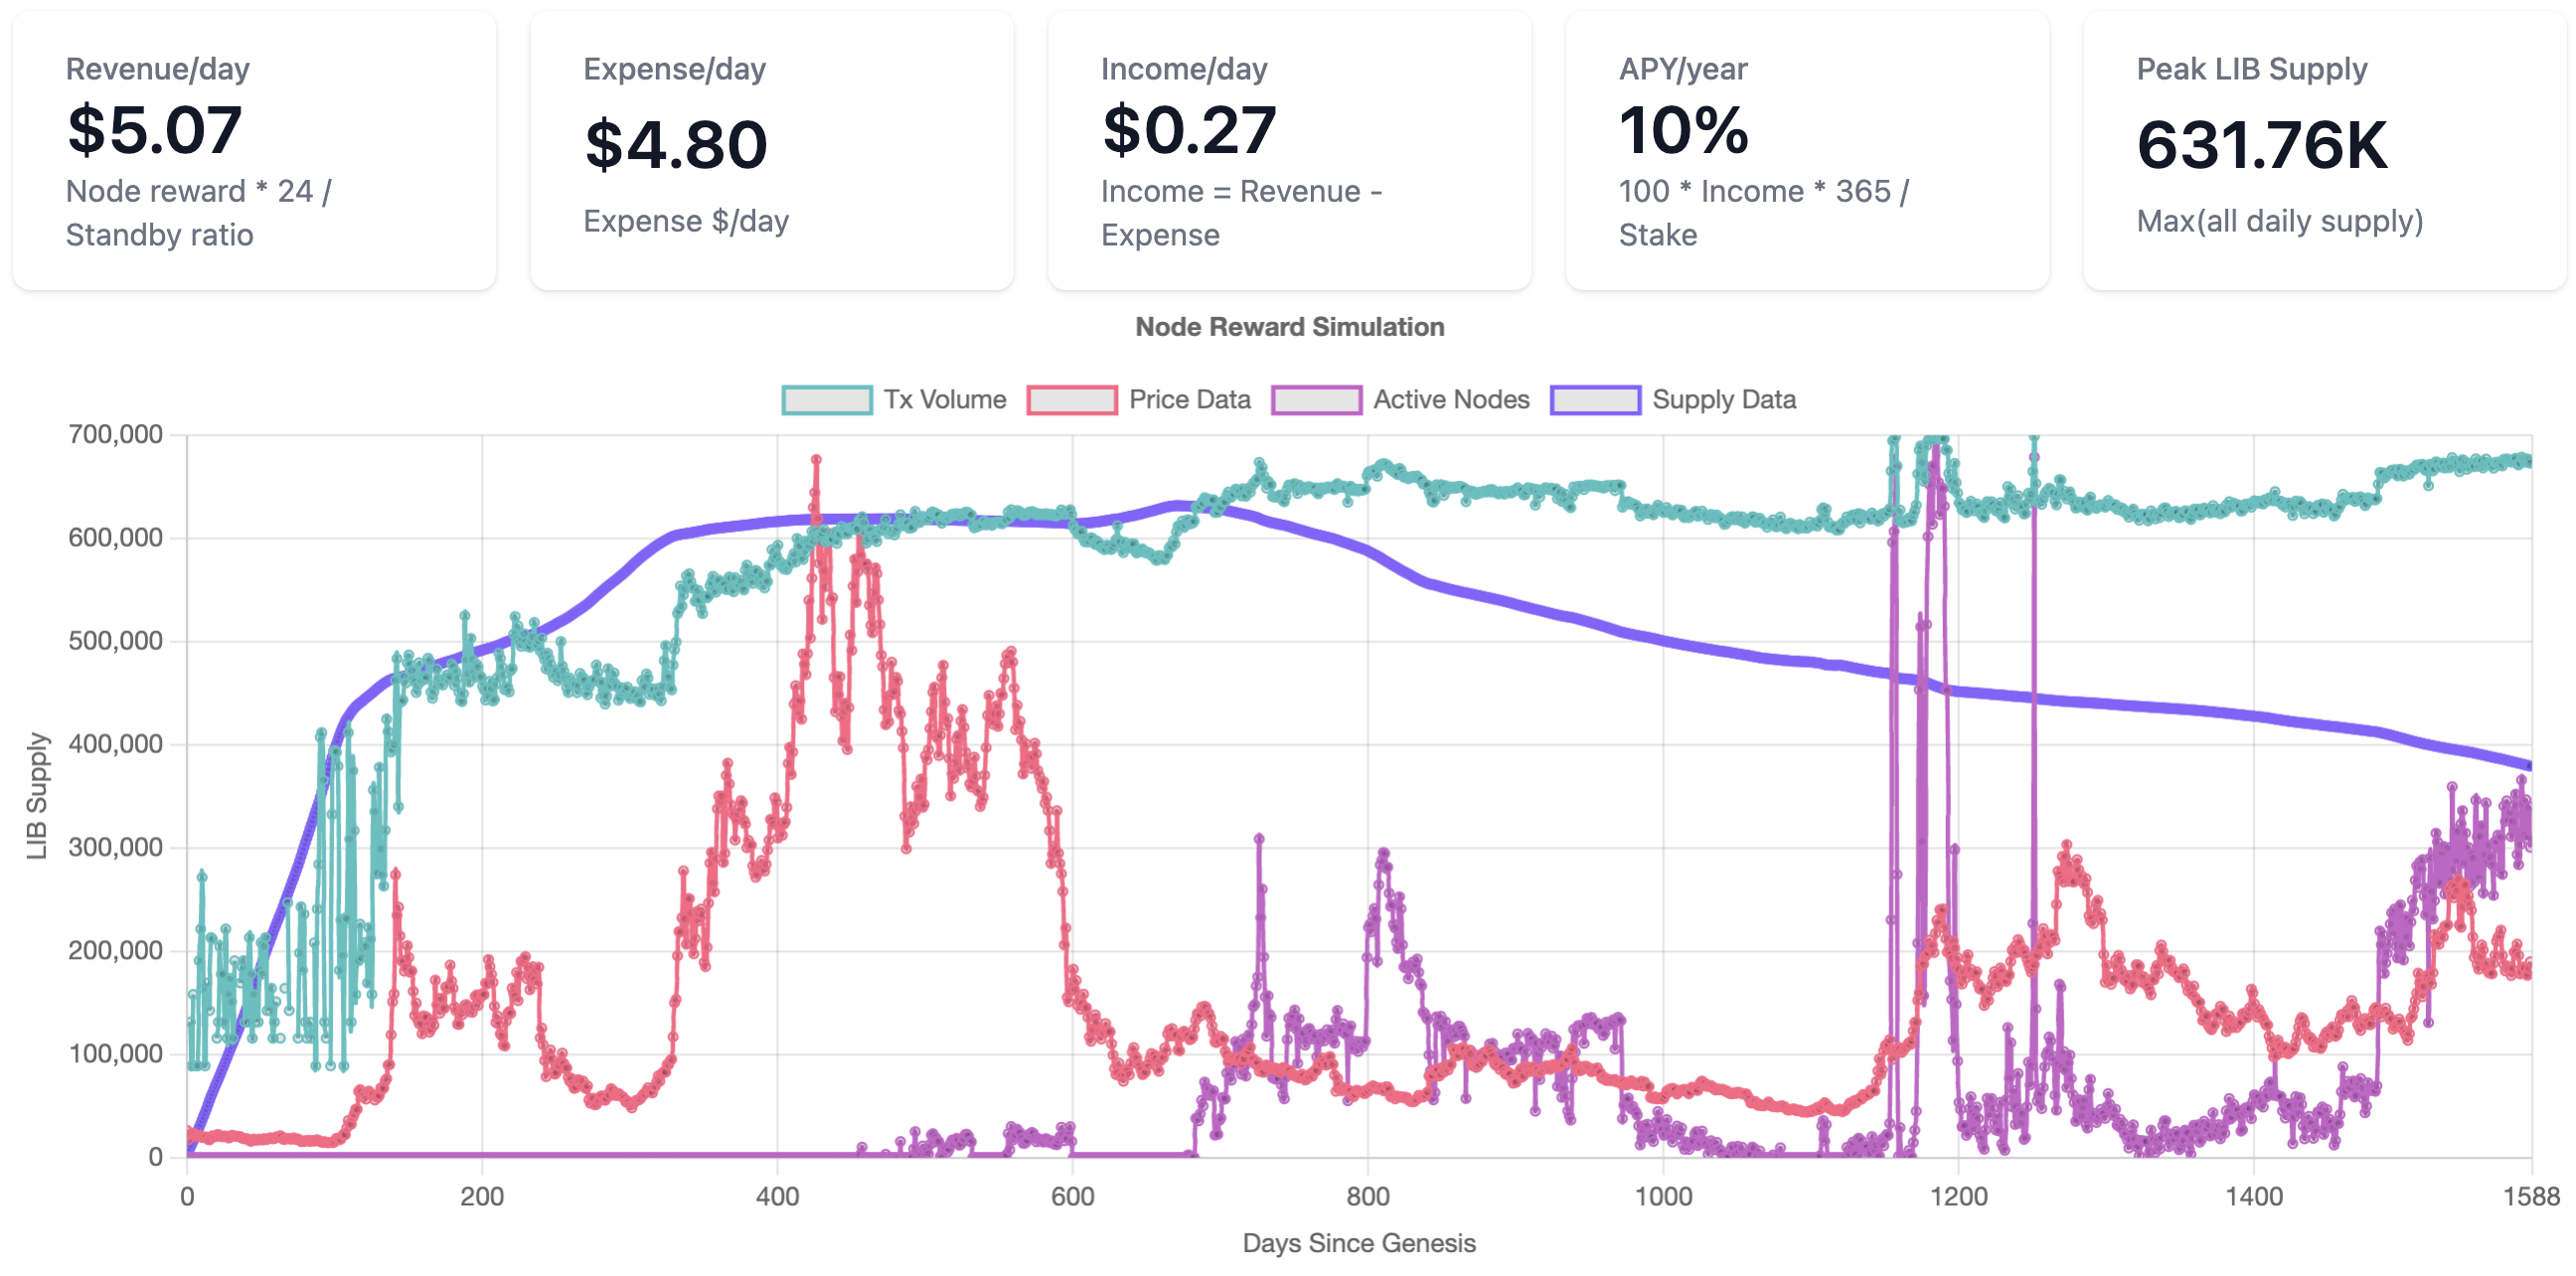 Revenue/day
$5.07
Node reward * 24 /
Standby ratio
Expense/day
$4.80
Expense $/day
Income/day
$0.27
Income = Revenue -
Expense
APY/year
10%
100 * Income * 365 /
Stake
Peak LIB Supply
631.76K
Max(all daily supply)
Node Reward Simulation
Tx Volume
Price Data
Active Nodes
Supply Data
LIB Supply
700,000
600,000
500,000
400,000
300,000
200,000
100,000
0
0 200 400 600 800 1000 1200 1400 1588
Days Since Genesis